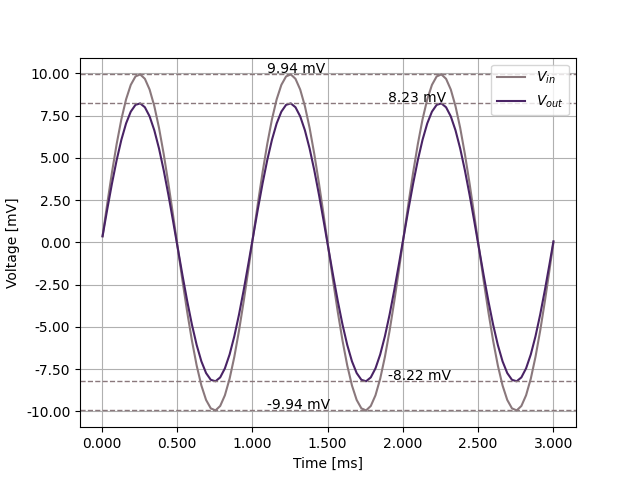 10.00
7.50
5.00
2.50
0.00
-2.50
-5.00
-7.50
-10.00
Voltage [mV]
9.94 mV
8.23 mV
-8.22 mV
-9.94 mV
V_in
V_out
0.000 0.500 1.000 1.500 2.000 2.500 3.000
Time [ms]